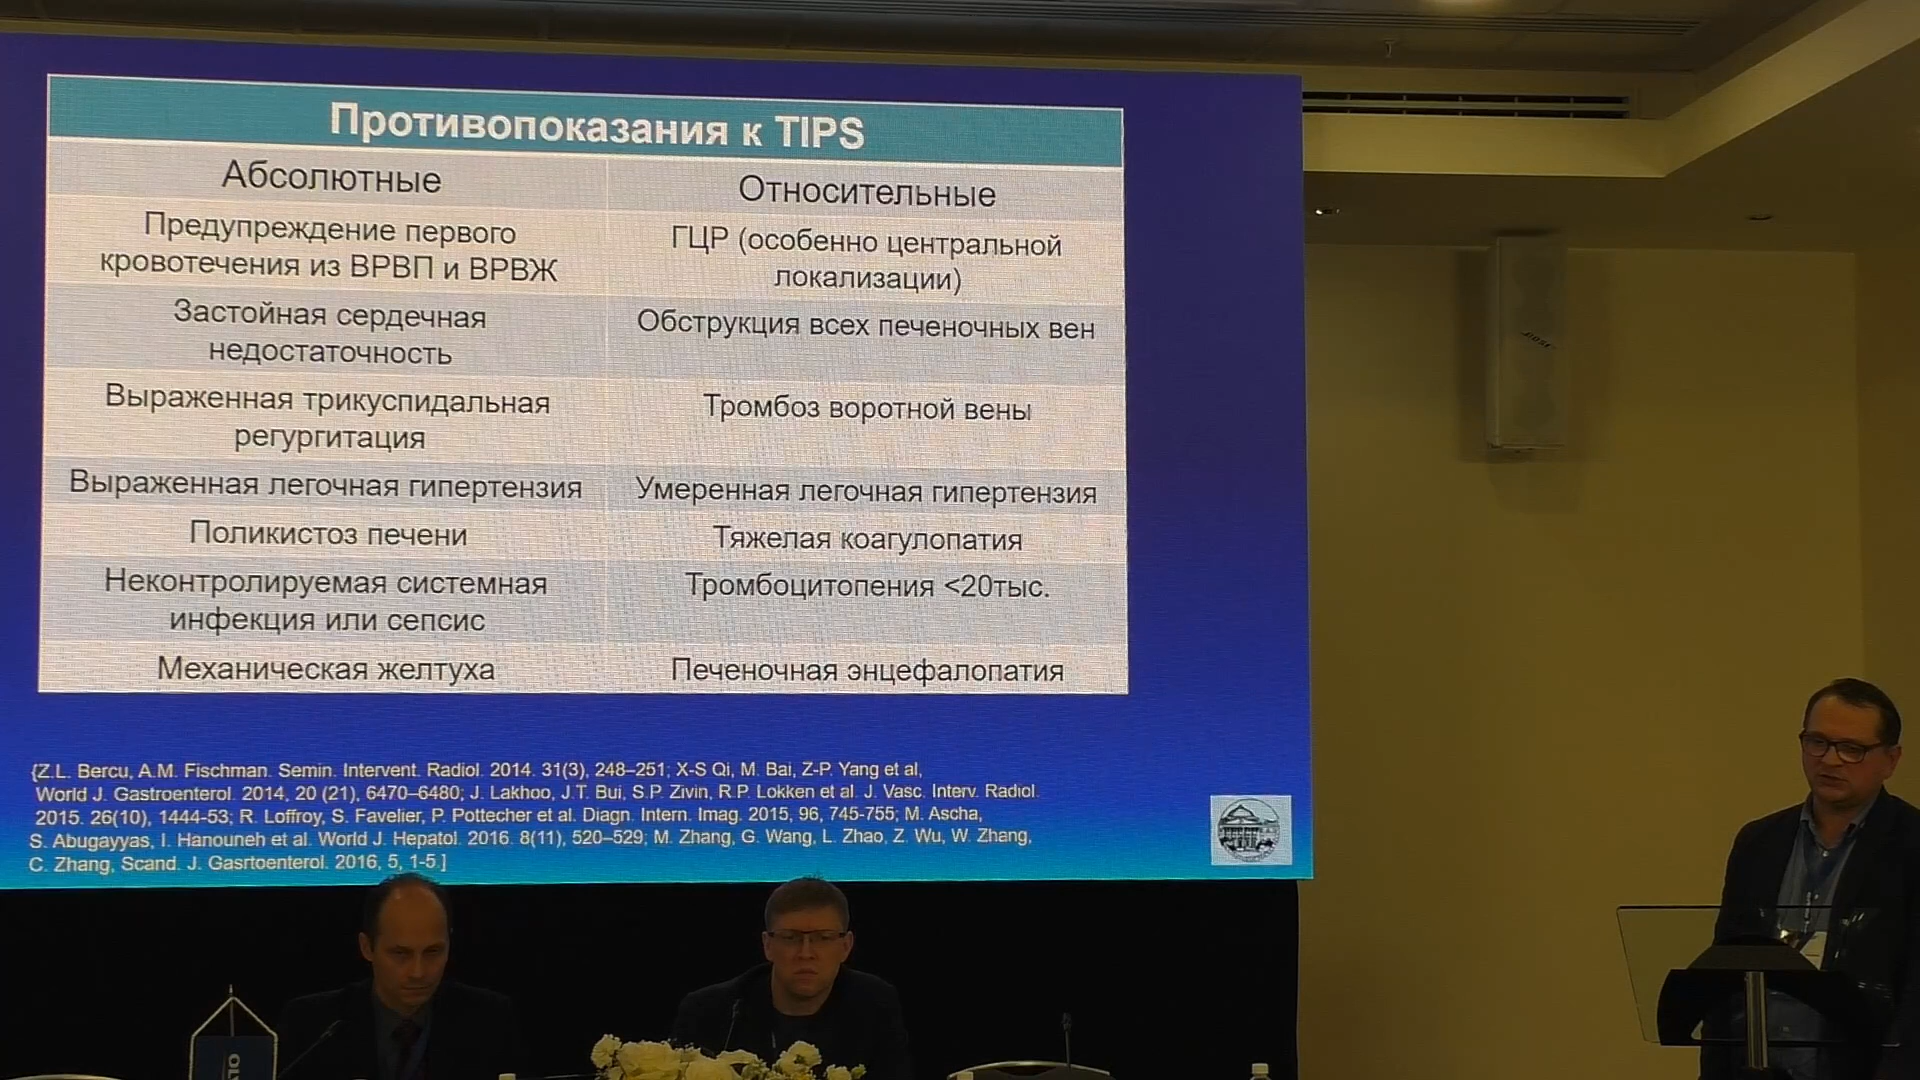 Противопоказания к TIPS
Абсолютные
Относительные
Предупреждение первого
кровотечения из ВРВП и ВРВЖ
ГЦР (особенно центральной
локализации)
Застойная сердечная
недостаточность
Обструкция всех печеночных вен
Выраженная трикуспидальная
регургитация
Тромбоз воротной вены
Выраженная легочная гипертензия
Умеренная легочная гипертензия
Поликистоз печени
Тяжелая коагулопатия
Неконтролируемая системная
инфекция или сепсис
Тромбоцитопения <20тыс.
Механическая желтуха
Печеночная энцефалопатия
{Z.L. Bercu, A.M. Fischman. Semin. Intervent. Radiol. 2014. 31(3), 248–251; X-S Qi, M. Bai, Z-P. Yang et al,
World J. Gastroenterol. 2014, 20 (21), 6470–6480; J. Lakhoo, J.T. Bui, S.P. Zivin, R.P. Lokken et al. J. Vasc. Interv. Radiol.
2015. 26(10), 1444-53; R. Loffroy, S. Favelier, P. Pottecher et al. Diagn. Intern. Imag. 2015, 96, 745-755; M. Ascha,
S. Abugayyas, I. Hanouneh et al. World J. Hepatol. 2016. 8(11), 520–529; M. Zhang, G. Wang, L. Zhao, Z. Wu, W. Zhang,
C. Zhang, Scand. J. Gasrtoenterol. 2016, 5, 1-5.]
BOSE